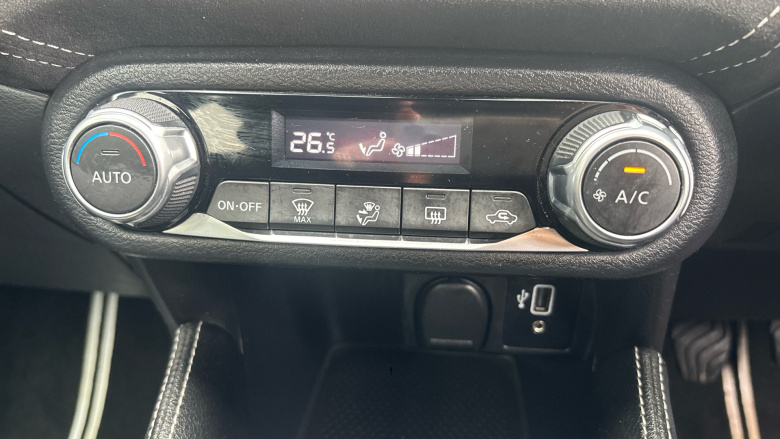 26.5 °C
AUTO
A/C
ON·OFF
MAX